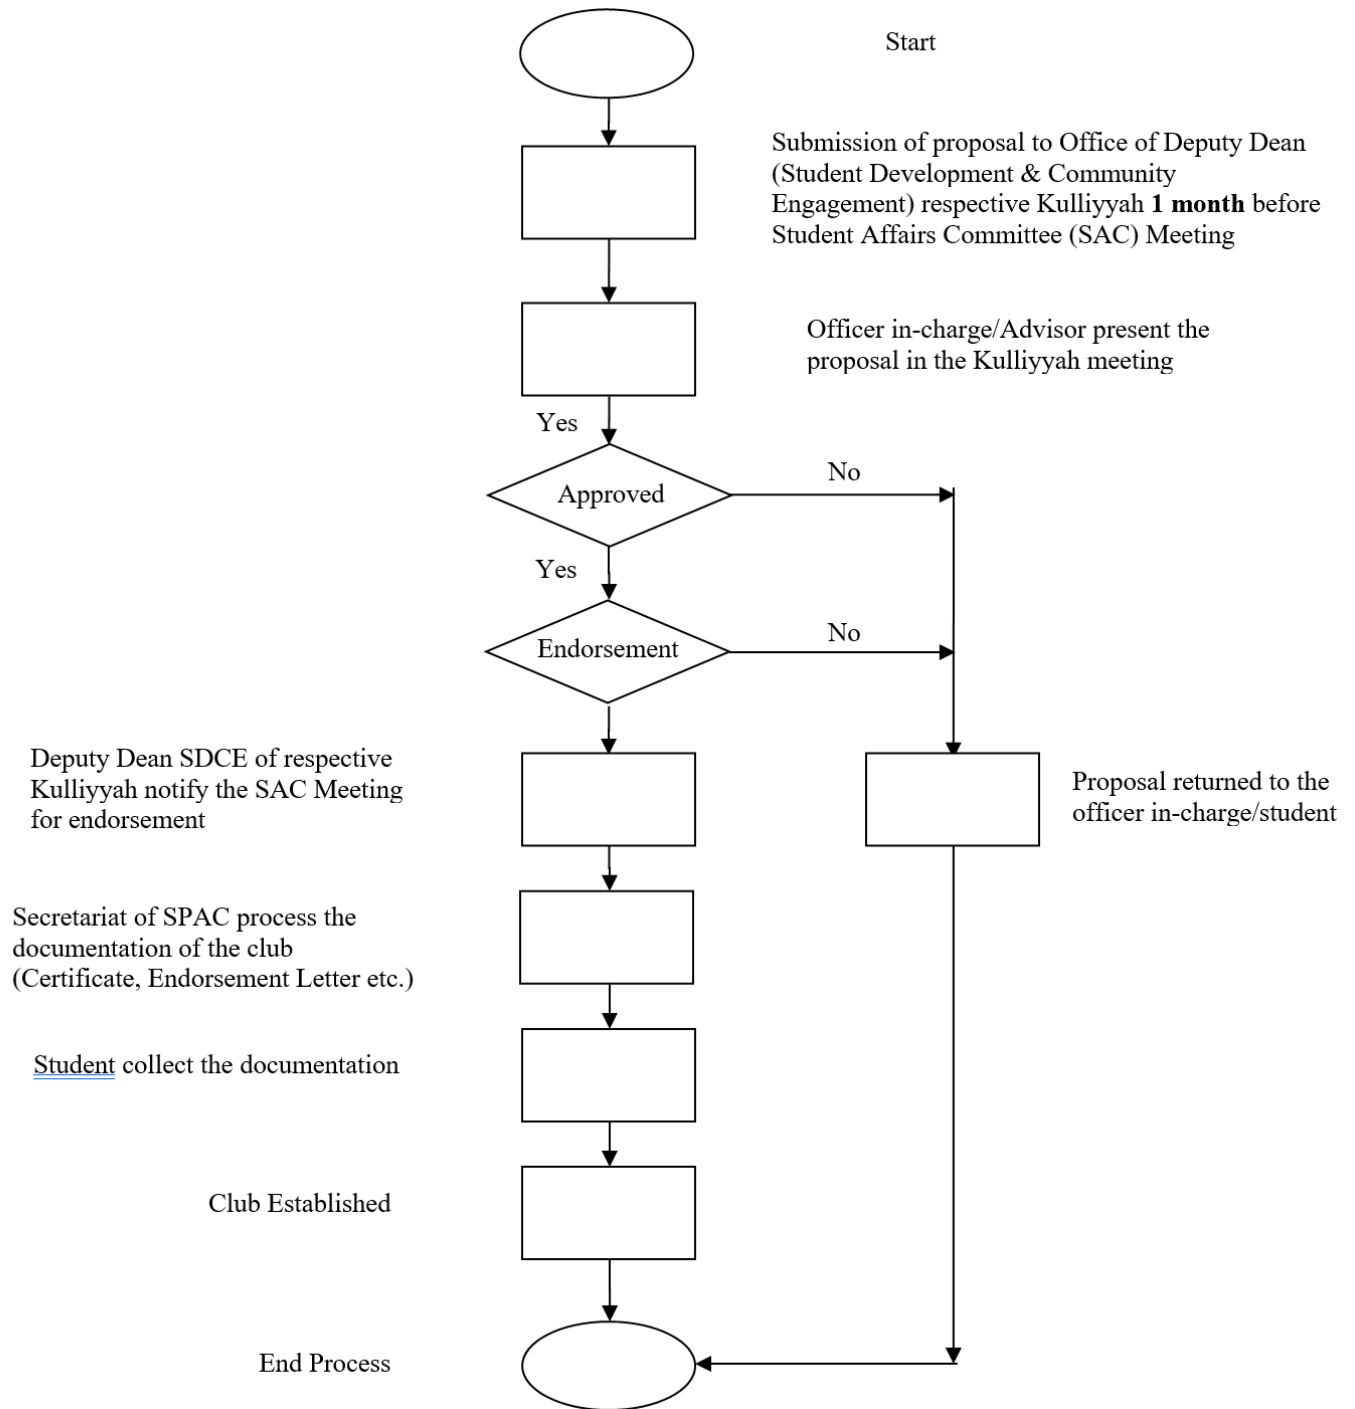 Start
Submission of proposal to Office of Deputy Dean
(Student Development & Community
Engagement) respective Kulliyyah 1 month before
Student Affairs Committee (SAC) Meeting
Officer in-charge/Advisor present the
proposal in the Kulliyyah meeting
Yes
Approved
No
Yes
Endorsement
No
Deputy Dean SDCE of respective
Kulliyyah notify the SAC Meeting
for endorsement
Proposal returned to the
officer in-charge/student
Secretariat of SPAC process the
documentation of the club
(Certificate, Endorsement Letter etc.)
Student collect the documentation
Club Established
End Process